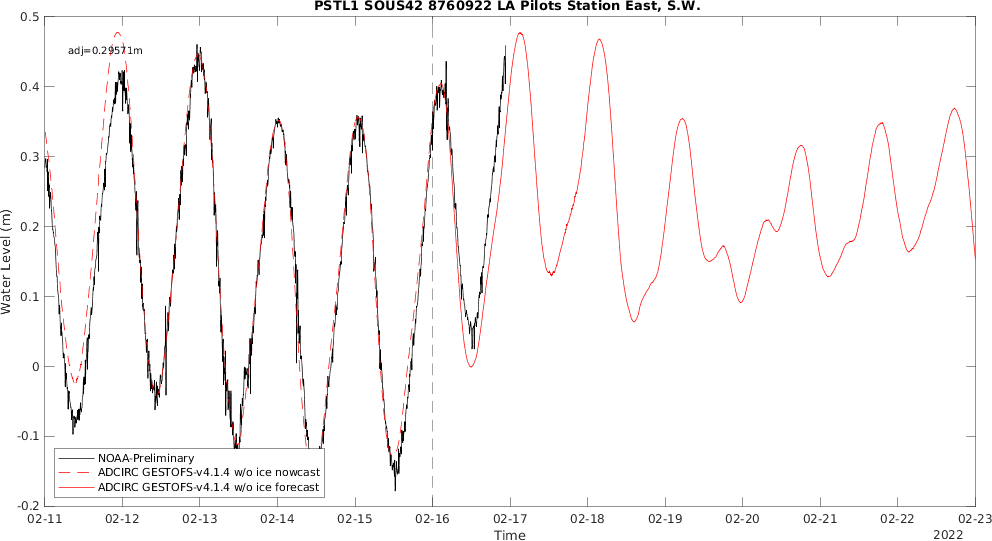 PSTL1 SOUS42 8760922 LA Pilots Station East, S.W.
0.5
adj=0.29571m
0.4
0.3
0.2
0.1
0
-0.1
-0.2
Water Level (m)
NOAA-Preliminary
ADCIRC GESTOFS-v4.1.4 w/o ice nowcast
ADCIRC GESTOFS-v4.1.4 w/o ice forecast
02-11 02-12 02-13 02-14 02-15 02-16 02-17 02-18 02-19 02-20 02-21 02-22 02-23
Time
2022